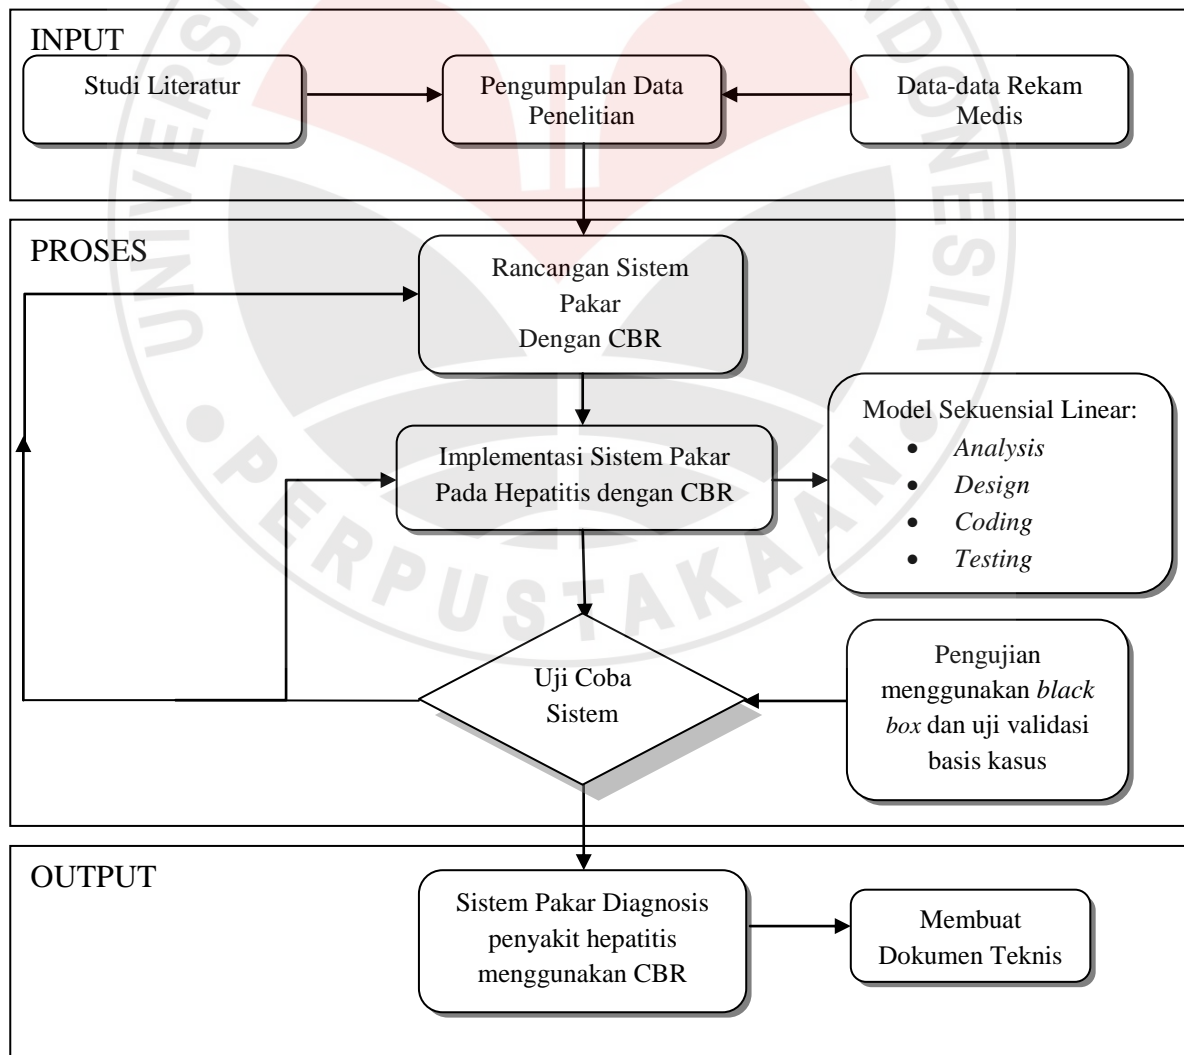 INPUT
Studi Literatur
Pengumpulan Data
Penelitian
Data-data Rekam
Medis
PROSES
Rancangan Sistem
Pakar
Dengan CBR
Implementasi Sistem Pakar
Pada Hepatitis dengan CBR
Model Sekuensial Linear:
• Analysis
• Design
• Coding
• Testing
Uji Coba
Sistem
Pengujian
menggunakan black
box dan uji validasi
basis kasus
OUTPUT
Sistem Pakar Diagnosis
penyakit hepatitis
menggunakan CBR
Membuat
Dokumen Teknis
PERPUSTAKAAN